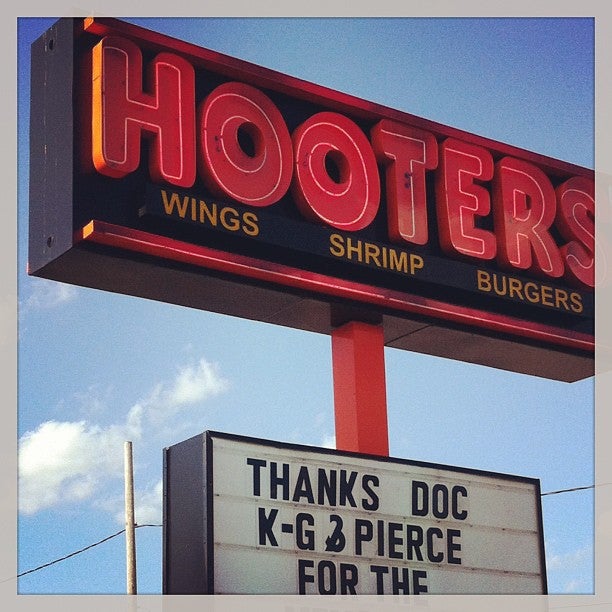 HOOTERS
WINGS SHRIMP BURGERS
THANKS DOC
K-G & PIERCE
FOR THE